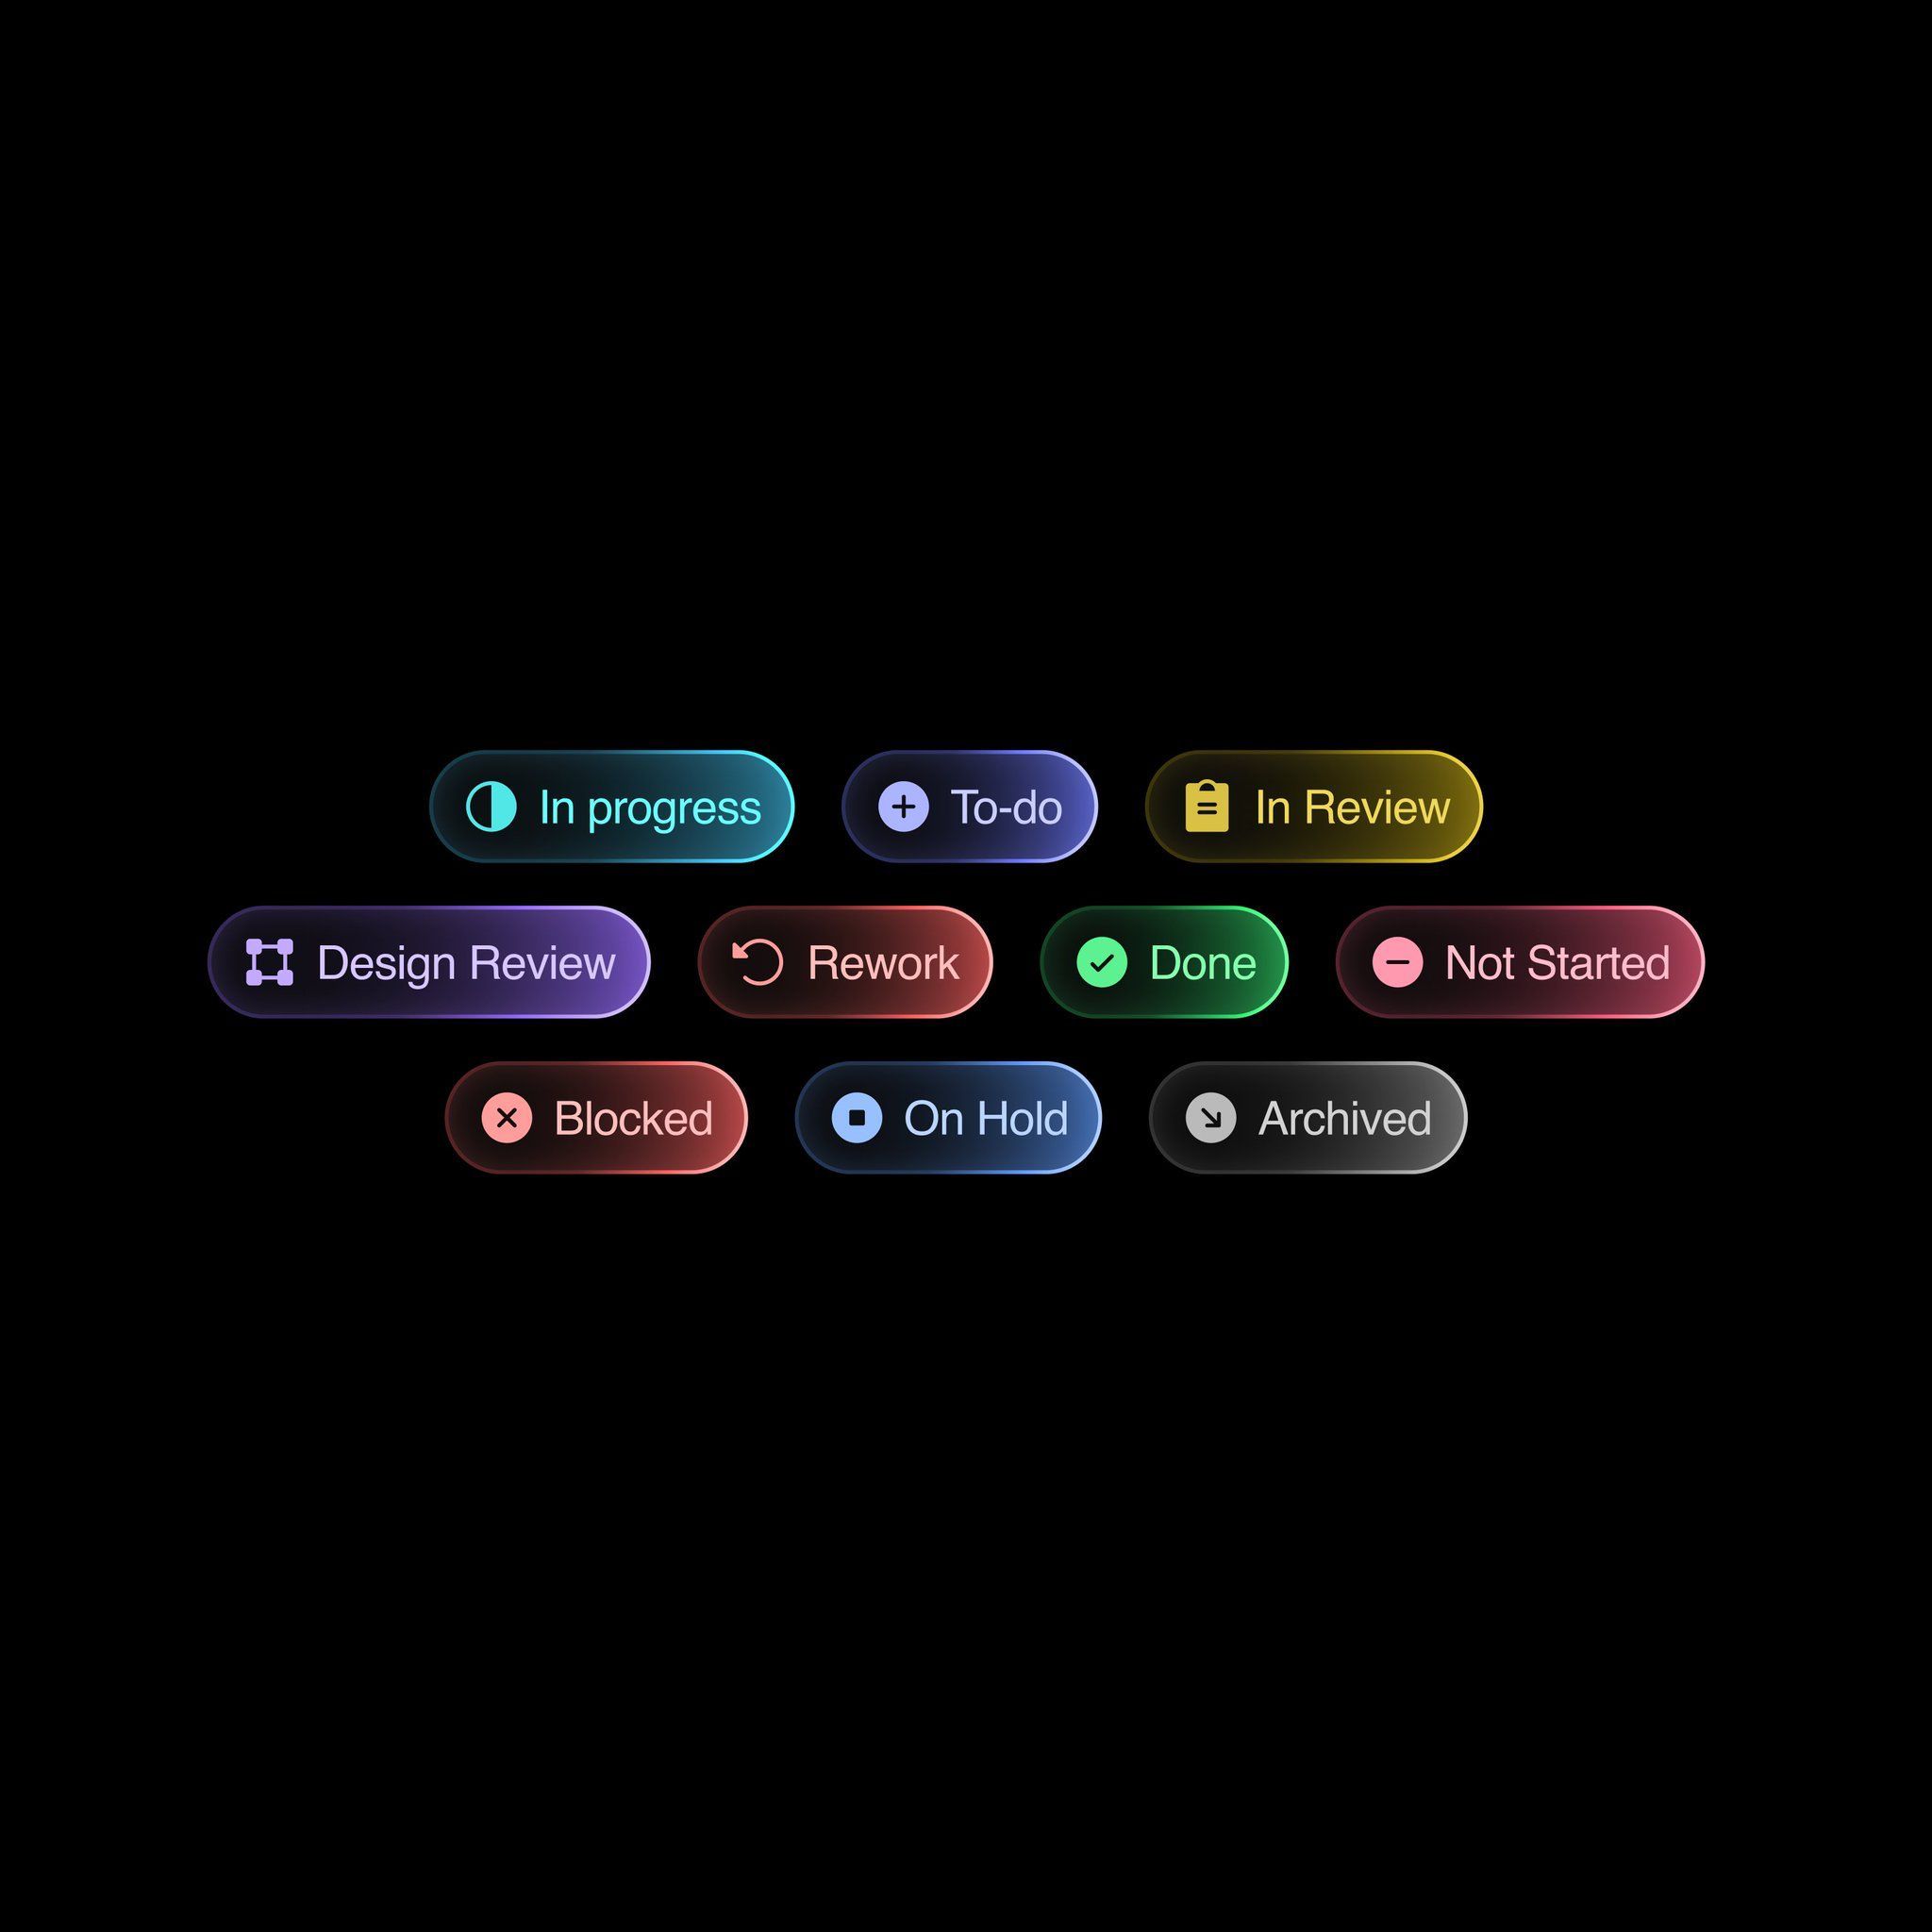 In progress
To-do
In Review
Design Review
Rework
Done
Not Started
Blocked
On Hold
Archived